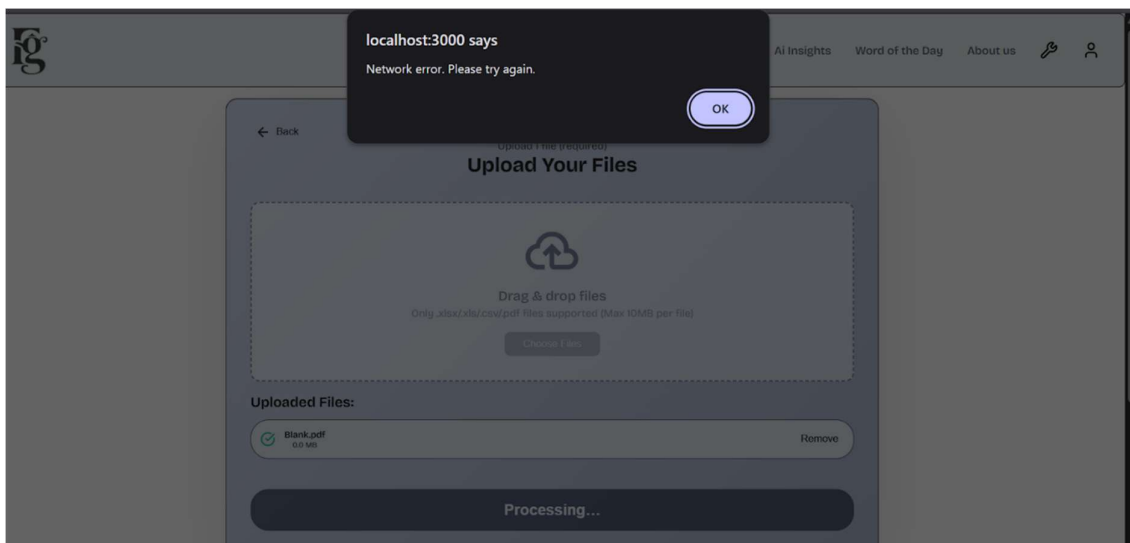 localhost:3000 says
Network error. Please try again.
OK
Ai Insights
Word of the Day
About us
Back
Upload 1 file (required)
Upload Your Files
Drag & drop files
Only .xlsx/.xls/.csv/.pdf files supported (Max 10MB per file)
Choose Files
Uploaded Files:
Blank.pdf
0.0 MB
Remove
Processing...